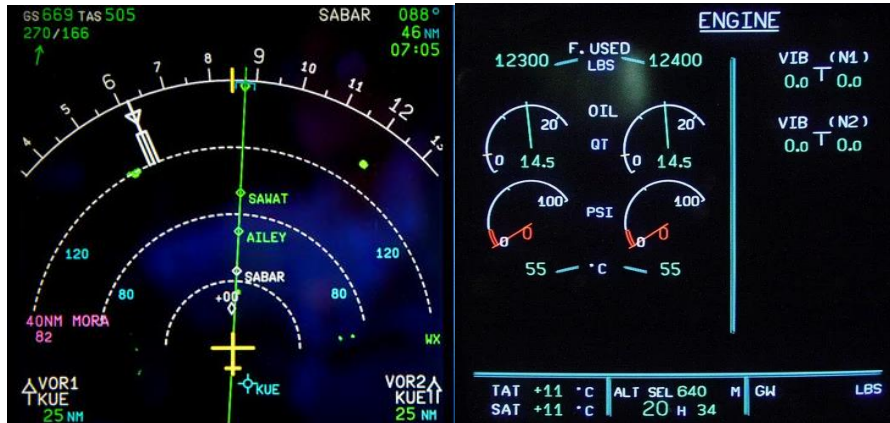 GS 669 TAS 505
270/166
SABAR 088°
46 NM
07:05
4 5 6 7 8 9 10 11 12 13
SAWAT
AILEY
SABAR
+00
120 120
80 80
40NM MORA
82
WX
KUE
VOR1
KUE
25 NM
VOR2
KUE
25 NM
ENGINE
F.USED
LBS
12300 12400
OIL
QT
20 20
0 0
14.5 14.5
PSI
100 100
0 0 0 0
55 °C 55
VIB (N1)
0.0 0.0
VIB (N2)
0.0 0.0
TAT +11 °C
SAT +11 °C
ALT SEL 640 M
20 H 34
GW LBS